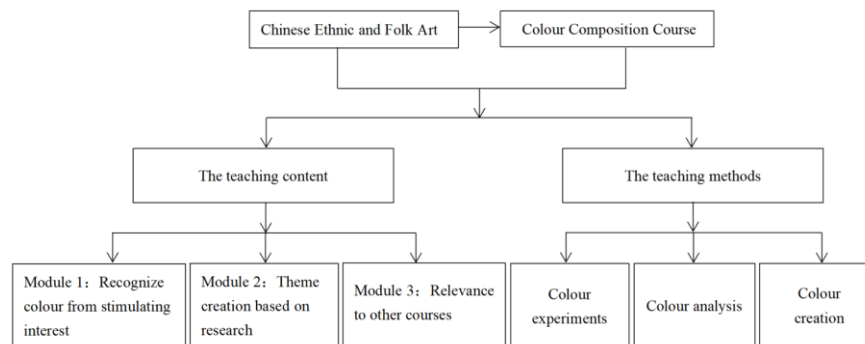 Chinese Ethnic and Folk Art
Colour Composition Course
The teaching content
The teaching methods
Module 1：Recognize
colour from stimulating
interest
Module 2：Theme
creation based on
research
Module 3：Relevance
to other courses
Colour
experiments
Colour analysis
Colour
creation